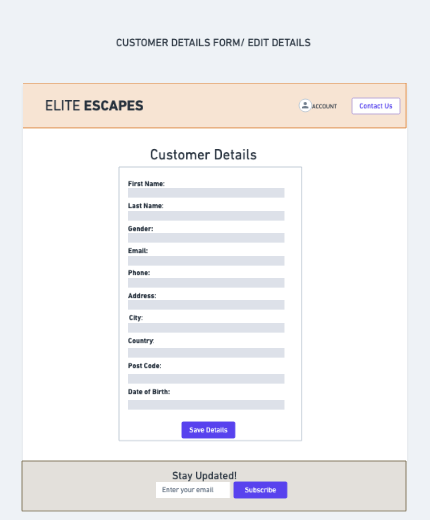 CUSTOMER DETAILS FORM/ EDIT DETAILS
ELITE ESCAPES
ACCOUNT
Contact Us
Customer Details
First Name:
Last Name:
Gender:
Email:
Phone:
Address:
City:
Country:
Post Code:
Date of Birth:
Save Details
Stay Updated!
Enter your email
Subscribe